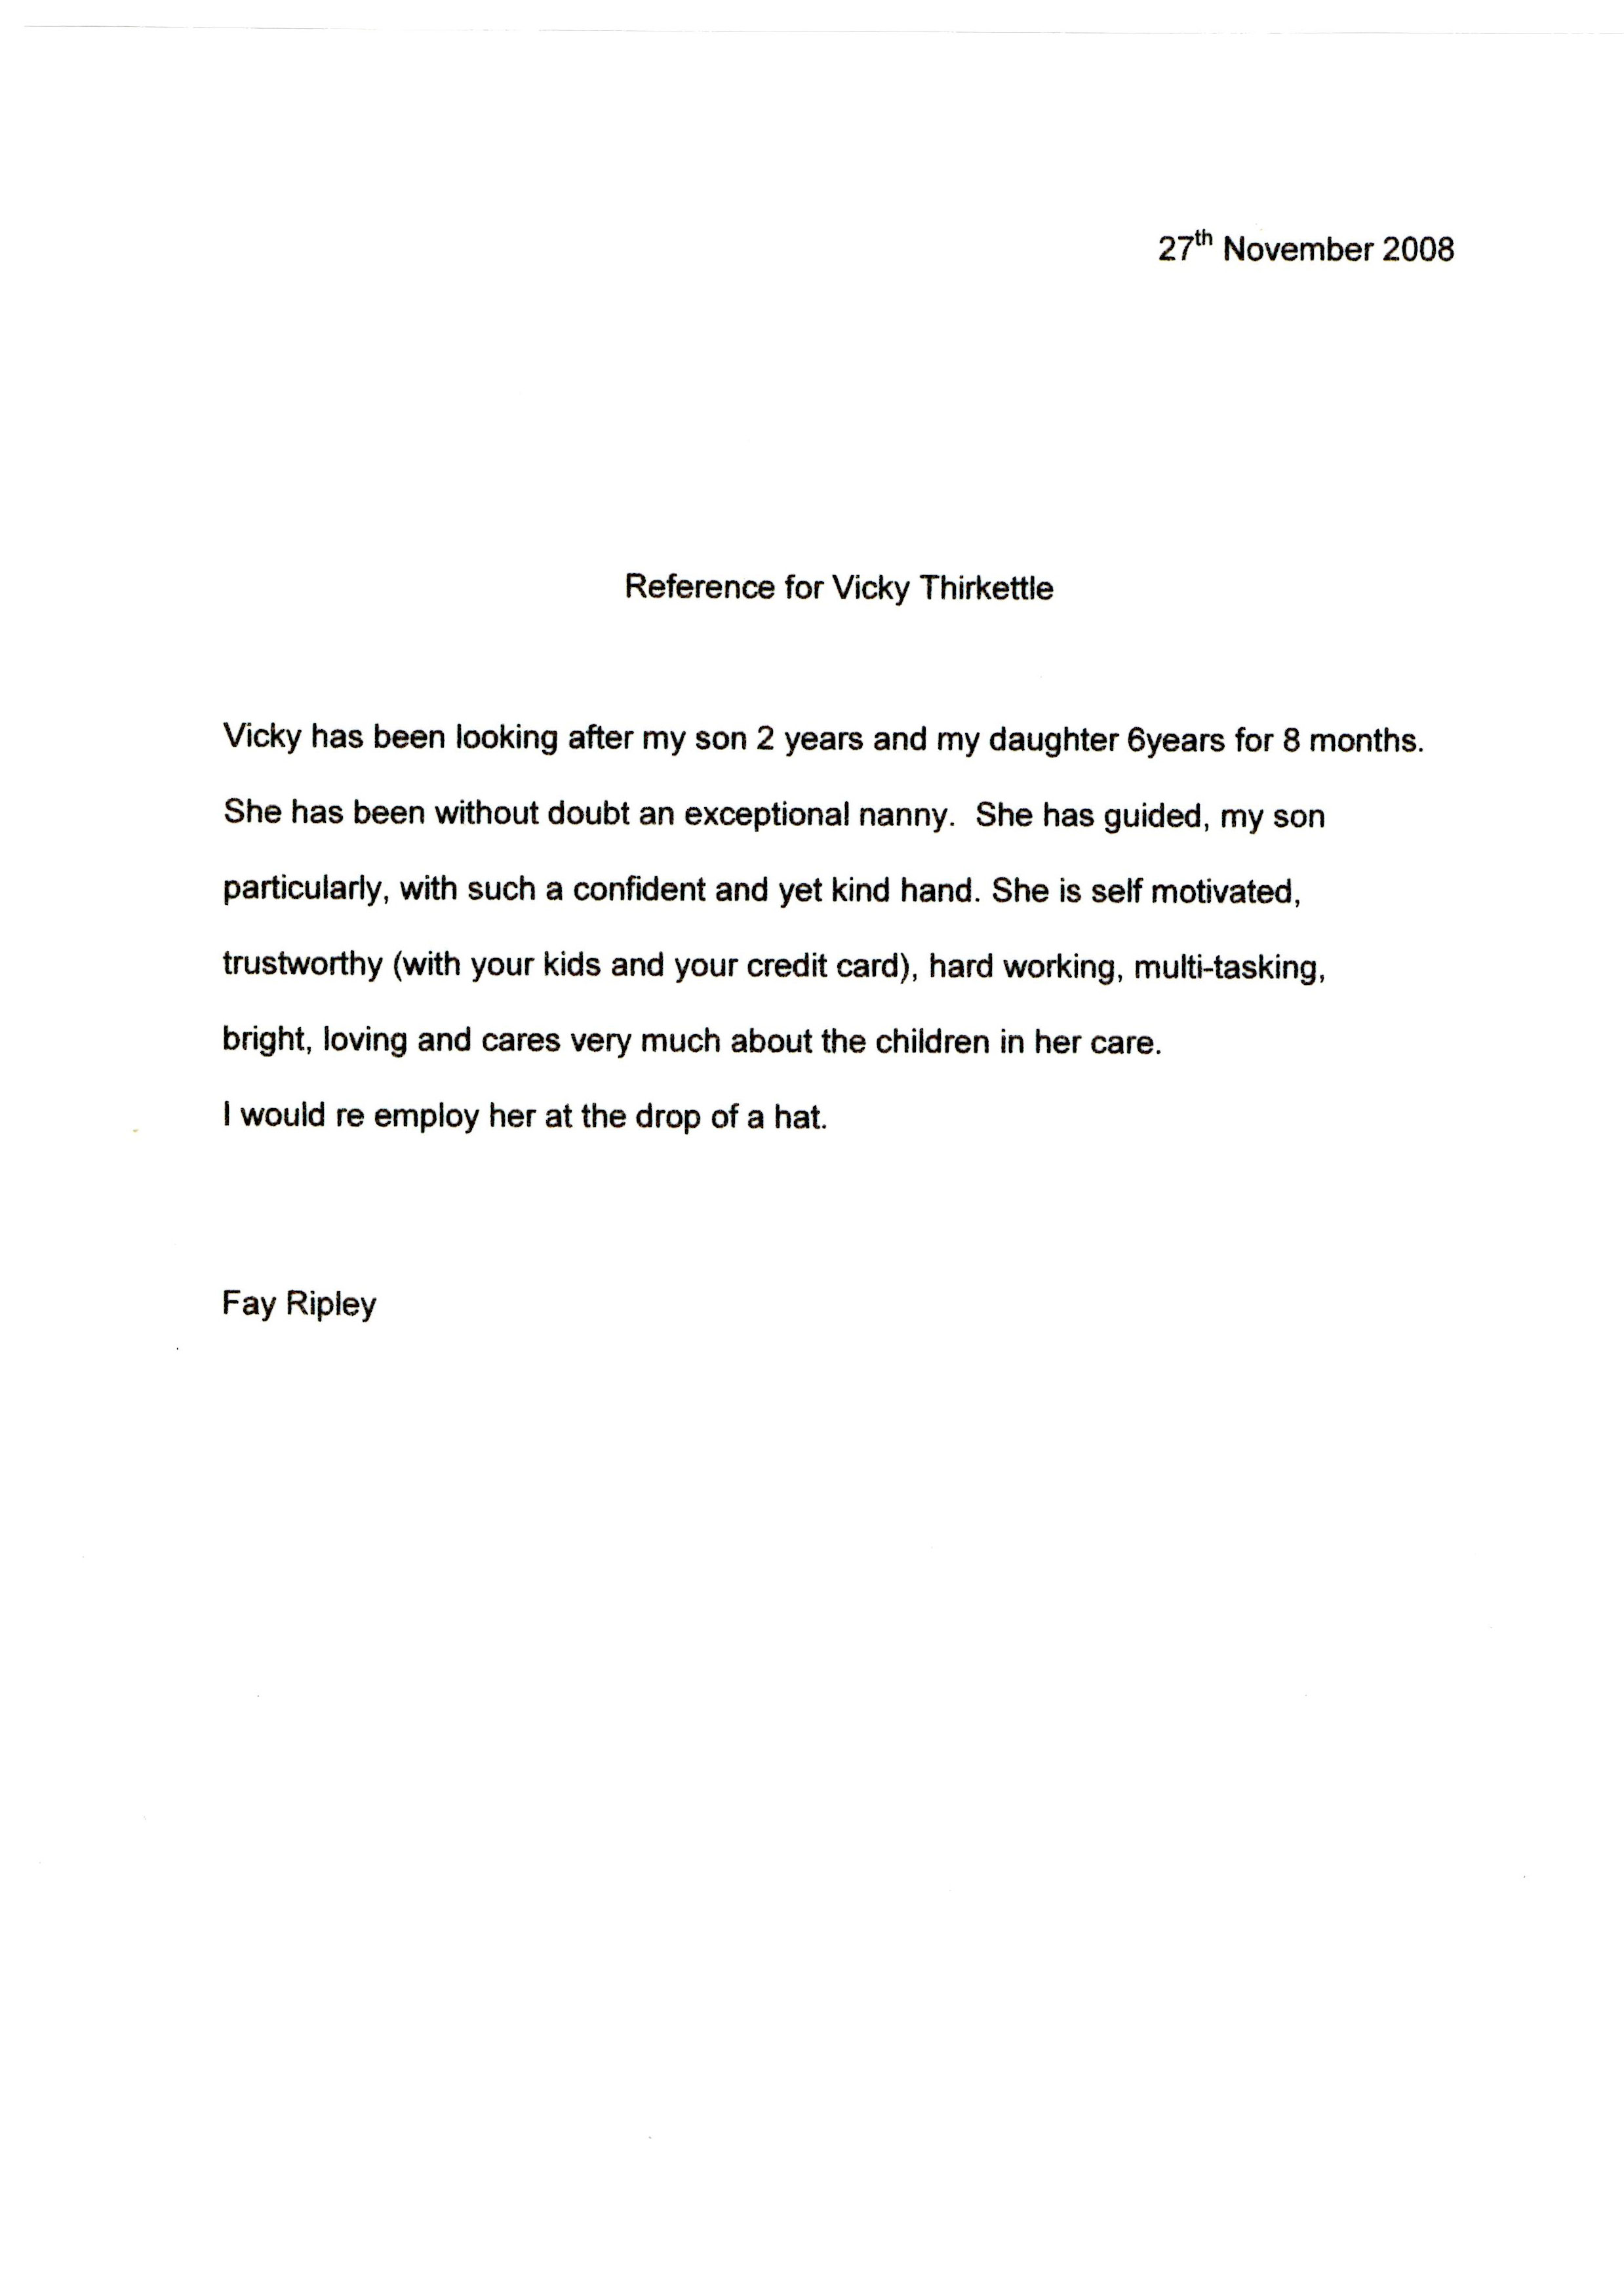 27th November 2008
Reference for Vicky Thirkettle
Vicky has been looking after my son 2 years and my daughter 6years for 8 months.
She has been without doubt an exceptional nanny.  She has guided, my son
particularly, with such a confident and yet kind hand. She is self motivated,
trustworthy (with your kids and your credit card), hard working, multi-tasking,
bright, loving and cares very much about the children in her care.
I would re employ her at the drop of a hat.
Fay Ripley